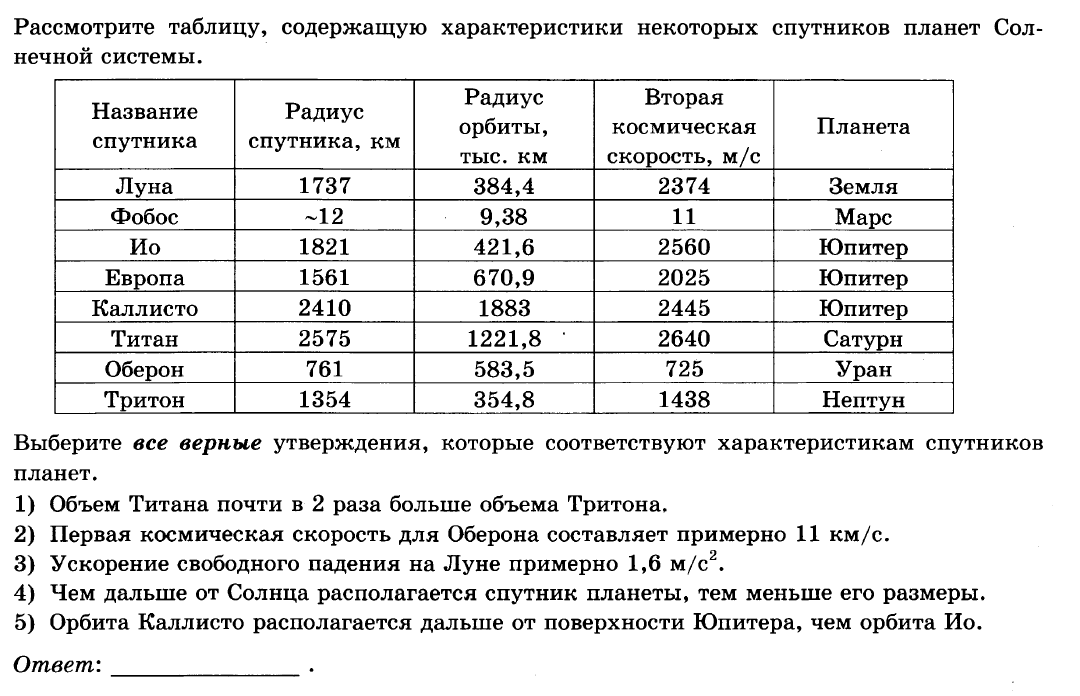 Рассмотрите таблицу, содержащую характеристики некоторых спутников планет Сол-
нечной системы.
Название спутника | Радиус спутника, км | Радиус орбиты, тыс. км | Вторая космическая скорость, м/с | Планета
Луна | 1737 | 384,4 | 2374 | Земля
Фобос | ~12 | 9,38 | 11 | Марс
Ио | 1821 | 421,6 | 2560 | Юпитер
Европа | 1561 | 670,9 | 2025 | Юпитер
Каллисто | 2410 | 1883 | 2445 | Юпитер
Титан | 2575 | 1221,8 | 2640 | Сатурн
Оберон | 761 | 583,5 | 725 | Уран
Тритон | 1354 | 354,8 | 1438 | Нептун
Выберите все верные утверждения, которые соответствуют характеристикам спутников
планет.
1) Объем Титана почти в 2 раза больше объема Тритона.
2) Первая космическая скорость для Оберона составляет примерно 11 км/с.
3) Ускорение свободного падения на Луне примерно 1,6 м/с².
4) Чем дальше от Солнца располагается спутник планеты, тем меньше его размеры.
5) Орбита Каллисто располагается дальше от поверхности Юпитера, чем орбита Ио.
Ответ: ______________ .